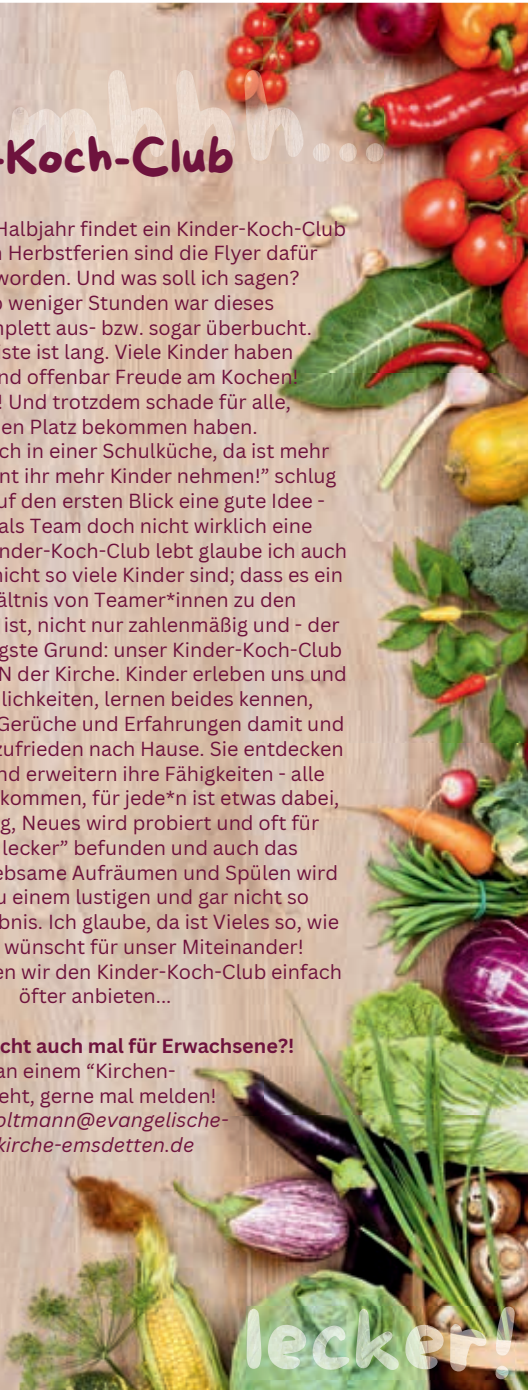 mhhh...
-Koch-Club
Halbjahr findet ein Kinder-Koch-Club
Herbstferien sind die Flyer dafür
worden. Und was soll ich sagen?
weniger Stunden war dieses
plett aus- bzw. sogar überbucht.
iste ist lang. Viele Kinder haben
nd offenbar Freude am Kochen!
! Und trotzdem schade für alle,
en Platz bekommen haben.
ch in einer Schulküche, da ist mehr
nt ihr mehr Kinder nehmen!” schlug
uf den ersten Blick eine gute Idee -
als Team doch nicht wirklich eine
nder-Koch-Club lebt glaube ich auch
nicht so viele Kinder sind; dass es ein
ältnis von Teamer*innen zu den
ist, nicht nur zahlenmäßig und - der
gste Grund: unser Kinder-Koch-Club
N der Kirche. Kinder erleben uns und
lichkeiten, lernen beides kennen,
Gerüche und Erfahrungen damit und
zufrieden nach Hause. Sie entdecken
nd erweitern ihre Fähigkeiten - alle
kommen, für jede*n ist etwas dabei,
g, Neues wird probiert und oft für
lecker” befunden und auch das
ebsame Aufräumen und Spülen wird
u einem lustigen und gar nicht so
bnis. Ich glaube, da ist Vieles so, wie
wünscht für unser Miteinander!
en wir den Kinder-Koch-Club einfach
öfter anbieten...
cht auch mal für Erwachsene?!
an einem “Kirchen-
eht, gerne mal melden!
oltmann@evangelische-
kirche-emsdetten.de
lecker!